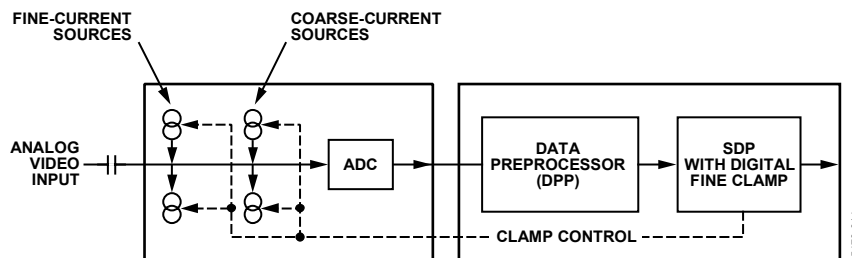 FINE-CURRENT
SOURCES
COARSE-CURRENT
SOURCES
ANALOG
VIDEO
INPUT
ADC
DATA
PREPROCESSOR
(DPP)
SDP
WITH DIGITAL
FINE CLAMP
CLAMP CONTROL